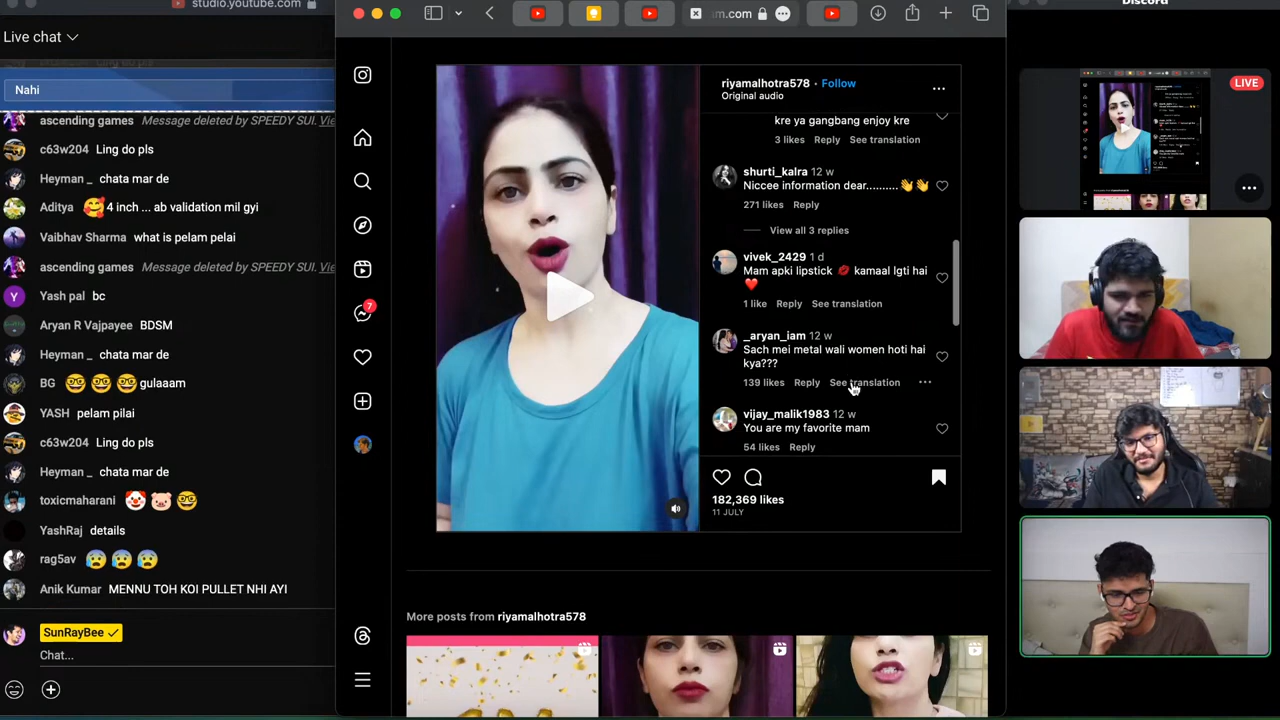 studio.youtube.com
Live chat
Nahi
ascending games Message deleted by SPEEDY SUI. Vie
c63w204 Ling do pls
Heyman _ chata mar de
Aditya 🥰 4 inch ... ab validation mil gyi
Vaibhav Sharma what is pelam pelai
ascending games Message deleted by SPEEDY SUI. Vie
Yash pal bc
Aryan R Vajpayee BDSM
Heyman _ chata mar de
BG 🤓 🤓 🤓 gulaaam
YASH pelam pilai
c63w204 Ling do pls
Heyman _ chata mar de
toxicmaharani 🤡 🐷 🤓
YashRaj details
rag5av 😰 😰 😰
Anik Kumar MENNU TOH KOI PULLET NHI AYI
SunRayBee ✓
Chat...
m.com
7
riyamalhotra578 · Follow
Original audio
kre ya gangbang enjoy kre
3 likes Reply See translation
shurti_kalra 12 w
Niccee information dear..........👋👋
271 likes Reply
View all 3 replies
vivek_2429 1 d
Mam apki lipstick 💋 kamaal lgti hai
❤️
1 like Reply See translation
_aryan_iam 12 w
Sach mei metal wali women hoti hai
kya???
139 likes Reply See translation
vijay_malik1983 12 w
You are my favorite mam
54 likes Reply
182,369 likes
11 JULY
More posts from riyamalhotra578
Discord
LIVE